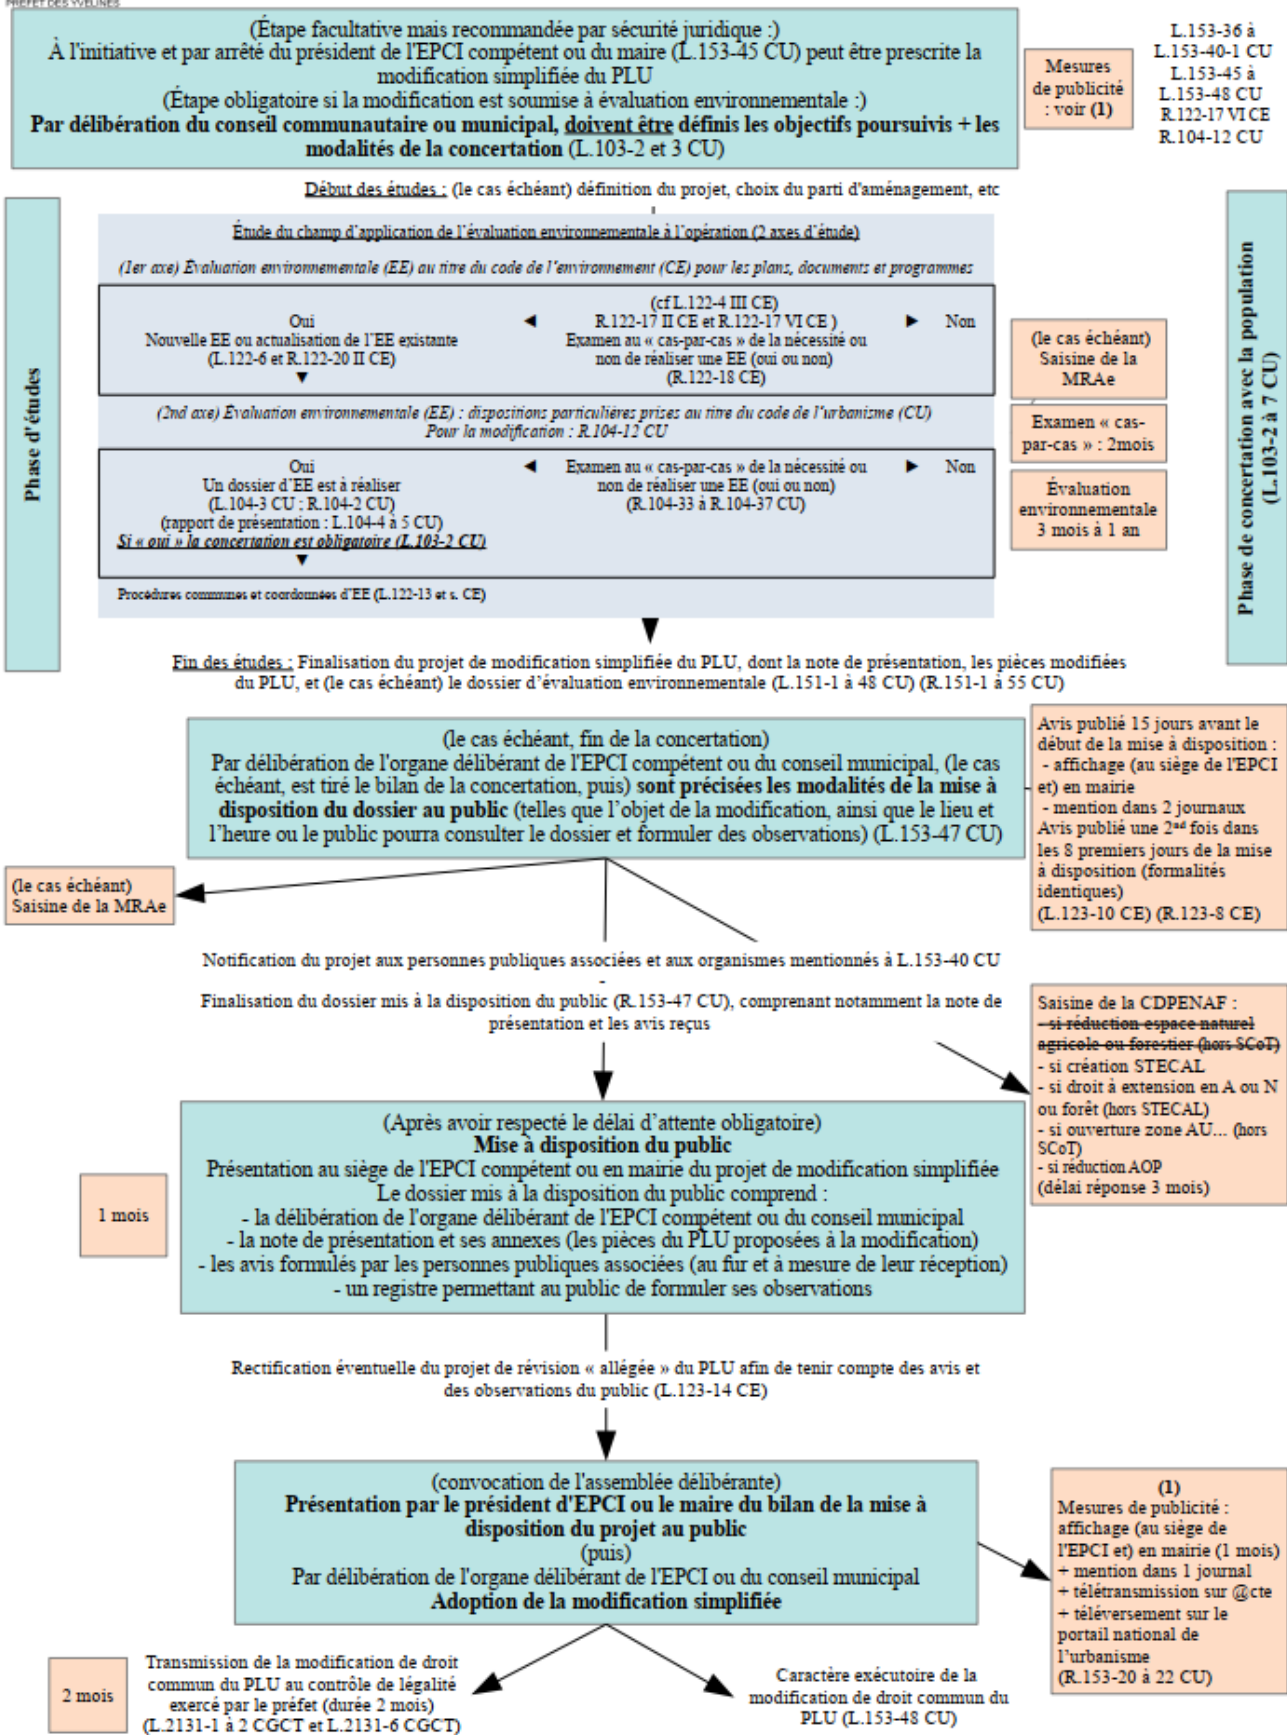 PRÉFET DES YVELINES
(Étape facultative mais recommandée par sécurité juridique :)
À l'initiative et par arrêté du président de l'EPCI compétent ou du maire (L.153-45 CU) peut être prescrite la
modification simplifiée du PLU
(Étape obligatoire si la modification est soumise à évaluation environnementale :)
Par délibération du conseil communautaire ou municipal, doivent être définis les objectifs poursuivis + les
modalités de la concertation (L.103-2 et 3 CU)
Mesures
de publicité
: voir (1)
L.153-36 à
L.153-40-1 CU
L.153-45 à
L.153-48 CU
R.122-17 VI CE
R.104-12 CU
Début des études : (le cas échéant) définition du projet, choix du parti d'aménagement, etc
Phase d'études
Étude du champ d'application de l'évaluation environnementale à l'opération (2 axes d'étude)
(1er axe) Évaluation environnementale (EE) au titre du code de l'environnement (CE) pour les plans, documents et programmes
Oui
Nouvelle EE ou actualisation de l'EE existante
(L.122-6 et R.122-20 II CE)
▼
◄
(cf L.122-4 III CE)
R.122-17 II CE et R.122-17 VI CE )
Examen au « cas-par-cas » de la nécessité ou
non de réaliser une EE (oui ou non)
(R.122-18 CE)
► Non
(2nd axe) Évaluation environnementale (EE) : dispositions particulières prises au titre du code de l'urbanisme (CU)
Pour la modification : R.104-12 CU
Oui
Un dossier d'EE est à réaliser
(L.104-3 CU ; R.104-2 CU)
(rapport de présentation : L.104-4 à 5 CU)
Si « oui » la concertation est obligatoire (L.103-2 CU)
▼
◄
Examen au « cas-par-cas » de la nécessité ou
non de réaliser une EE (oui ou non)
(R.104-33 à R.104-37 CU)
► Non
Procédures communes et coordonnées d'EE (L.122-13 et s. CE)
(le cas échéant)
Saisine de la
MRAe
Examen « cas-
par-cas » : 2mois
Évaluation
environnementale
3 mois à 1 an
Phase de concertation avec la population
(L.103-2 à 7 CU)
Fin des études : Finalisation du projet de modification simplifiée du PLU, dont la note de présentation, les pièces modifiées
du PLU, et (le cas échéant) le dossier d'évaluation environnementale (L.151-1 à 48 CU) (R.151-1 à 55 CU)
(le cas échéant, fin de la concertation)
Par délibération de l'organe délibérant de l'EPCI compétent ou du conseil municipal, (le cas
échéant, est tiré le bilan de la concertation, puis) sont précisées les modalités de la mise à
disposition du dossier au public (telles que l'objet de la modification, ainsi que le lieu et
l'heure ou le public pourra consulter le dossier et formuler des observations) (L.153-47 CU)
Avis publié 15 jours avant le
début de la mise à disposition :
- affichage (au siège de l'EPCI
et) en mairie
- mention dans 2 journaux
Avis publié une 2nd fois dans
les 8 premiers jours de la mise
à disposition (formalités
identiques)
(L.123-10 CE) (R.123-8 CE)
(le cas échéant)
Saisine de la MRAe
Notification du projet aux personnes publiques associées et aux organismes mentionnés à L.153-40 CU
-
Finalisation du dossier mis à la disposition du public (R.153-47 CU), comprenant notamment la note de
présentation et les avis reçus
Saisine de la CDPENAF :
- si réduction espace naturel
agricole ou forestier (hors SCoT)
- si création STECAL
- si droit à extension en A ou N
ou forêt (hors STECAL)
- si ouverture zone AU... (hors
SCoT)
- si réduction AOP
(délai réponse 3 mois)
1 mois
(Après avoir respecté le délai d'attente obligatoire)
Mise à disposition du public
Présentation au siège de l'EPCI compétent ou en mairie du projet de modification simplifiée
Le dossier mis à la disposition du public comprend :
- la délibération de l'organe délibérant de l'EPCI compétent ou du conseil municipal
- la note de présentation et ses annexes (les pièces du PLU proposées à la modification)
- les avis formulés par les personnes publiques associées (au fur et à mesure de leur réception)
- un registre permettant au public de formuler ses observations
Rectification éventuelle du projet de révision « allégée » du PLU afin de tenir compte des avis et
des observations du public (L.123-14 CE)
(convocation de l'assemblée délibérante)
Présentation par le président d'EPCI ou le maire du bilan de la mise à
disposition du projet au public
(puis)
Par délibération de l'organe délibérant de l'EPCI ou du conseil municipal
Adoption de la modification simplifiée
(1)
Mesures de publicité :
affichage (au siège de
l'EPCI et) en mairie (1 mois)
+ mention dans 1 journal
+ télétransmission sur @cte
+ téléversement sur le
portail national de
l'urbanisme
(R.153-20 à 22 CU)
2 mois
Transmission de la modification de droit
commun du PLU au contrôle de légalité
exercé par le préfet (durée 2 mois)
(L.2131-1 à 2 CGCT et L.2131-6 CGCT)
Caractère exécutoire de la
modification de droit commun du
PLU (L.153-48 CU)